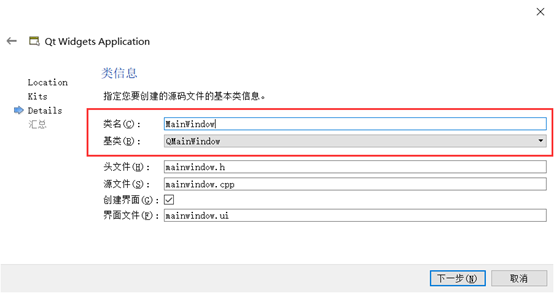 Qt Widgets Application
Location
Kits
Details
汇总
类信息
指定您要创建的源码文件的基本类信息。
类名(C): MainWindow
基类(B): QMainWindow
头文件(H): mainwindow.h
源文件(S): mainwindow.cpp
创建界面(G):
界面文件(F): mainwindow.ui
下一步(N) 取消